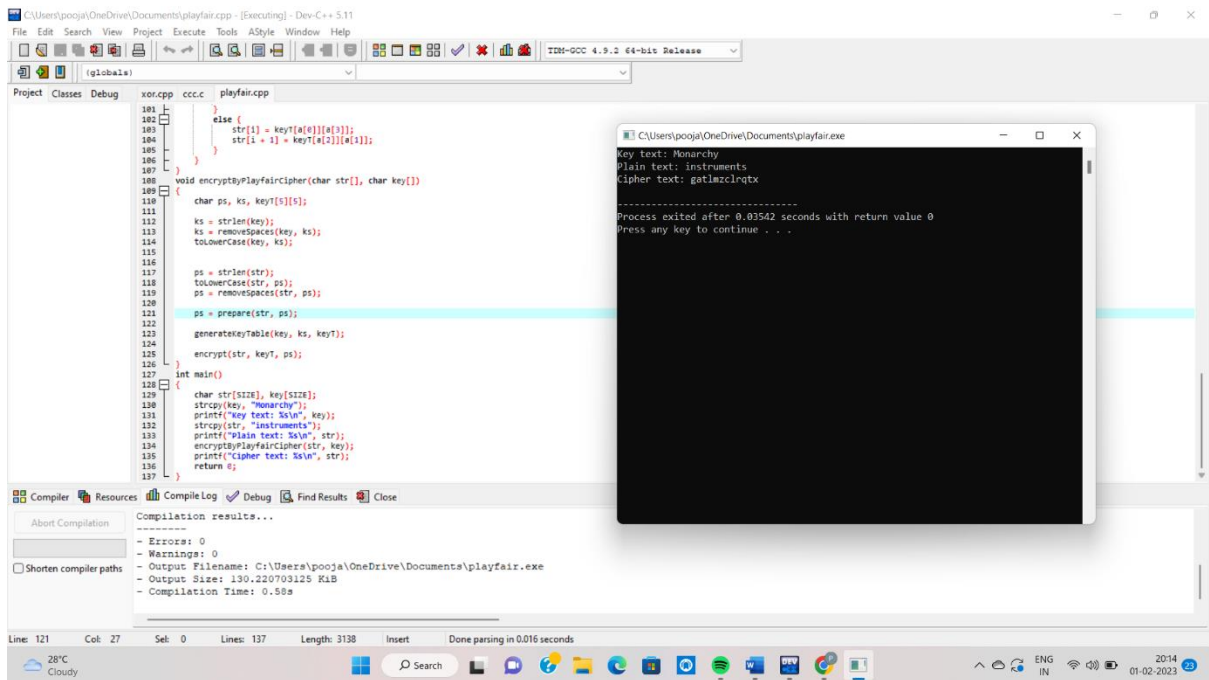 C:\Users\pooja\OneDrive\Documents\playfair.cpp - [Executing] - Dev-C++ 5.11
File Edit Search View Project Execute Tools AStyle Window Help
TDM-GCC 4.9.2 64-bit Release
(globals)
Project Classes Debug xor.cpp ccc.c playfair.cpp
101 }
102 else {
103 str[i] = keyT[a[0]][a[3]];
104 str[i + 1] = keyT[a[2]][a[1]];
105 }
106 }
107 }
108 void encryptByPlayfairCipher(char str[], char key[])
109 {
110 char ps, ks, keyT[5][5];
111
112 ks = strlen(key);
113 ks = removeSpaces(key, ks);
114 toLowerCase(key, ks);
115
116
117 ps = strlen(str);
118 toLowerCase(str, ps);
119 ps = removeSpaces(str, ps);
120
121 ps = prepare(str, ps);
122
123 generateKeyTable(key, ks, keyT);
124
125 encrypt(str, keyT, ps);
126 }
127 int main()
128 {
129 char str[SIZE], key[SIZE];
130 strcpy(key, "Monarchy");
131 printf("Key text: %s\n", key);
132 strcpy(str, "instruments");
133 printf("Plain text: %s\n", str);
134 encryptByPlayfairCipher(str, key);
135 printf("Cipher text: %s\n", str);
136 return 0;
137 }
C:\Users\pooja\OneDrive\Documents\playfair.exe
Key text: Monarchy
Plain text: instruments
Cipher text: gatlmzclrqtx
--------------------------------
Process exited after 0.03542 seconds with return value 0
Press any key to continue . . .
Compiler Resources Compile Log Debug Find Results Close
Abort Compilation
Shorten compiler paths
Compilation results...
--------
- Errors: 0
- Warnings: 0
- Output Filename: C:\Users\pooja\OneDrive\Documents\playfair.exe
- Output Size: 130.220703125 KiB
- Compilation Time: 0.58s
Line: 121 Col: 27 Sel: 0 Lines: 137 Length: 3138 Insert Done parsing in 0.016 seconds
28°C
Cloudy
Search
DEV
ENG
IN
20:14
01-02-2023
23